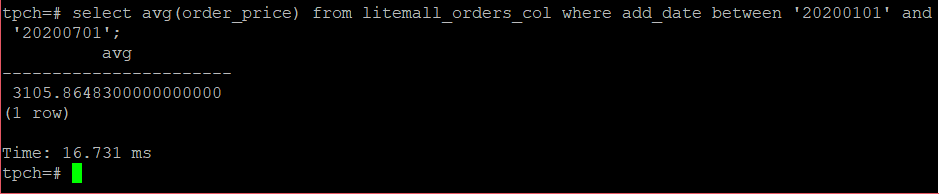 tpch=# select avg(order_price) from litemall_orders_col where add_date between '20200101' and
 '20200701';
          avg
-----------------------
 3105.8648300000000000
(1 row)

Time: 16.731 ms
tpch=#